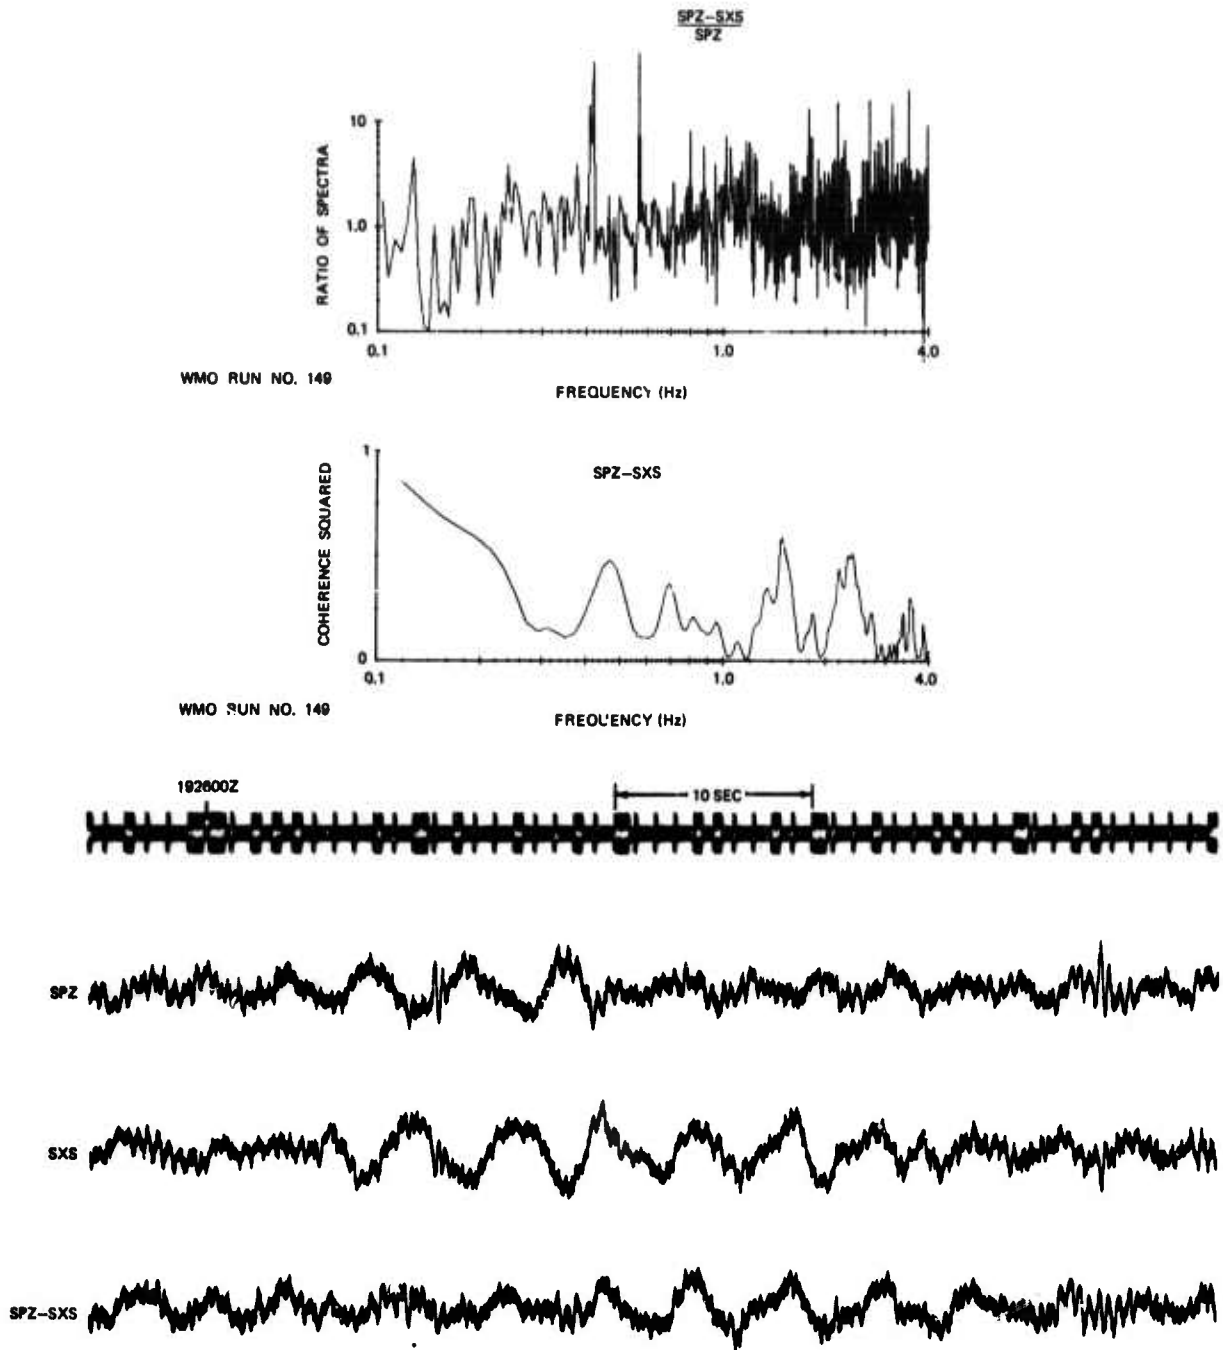 SPZ-SXS
SPZ
10
1.0
0.1
RATIO OF SPECTRA
0.1 1.0 4.0
WMO RUN NO. 149
FREQUENCY (Hz)
1
SPZ-SXS
COHERENCE SQUARED
0
0.1 1.0 4.0
WMO RUN NO. 149
FREQUENCY (Hz)
192600Z
10 SEC
SPZ
SXS
SPZ-SXS